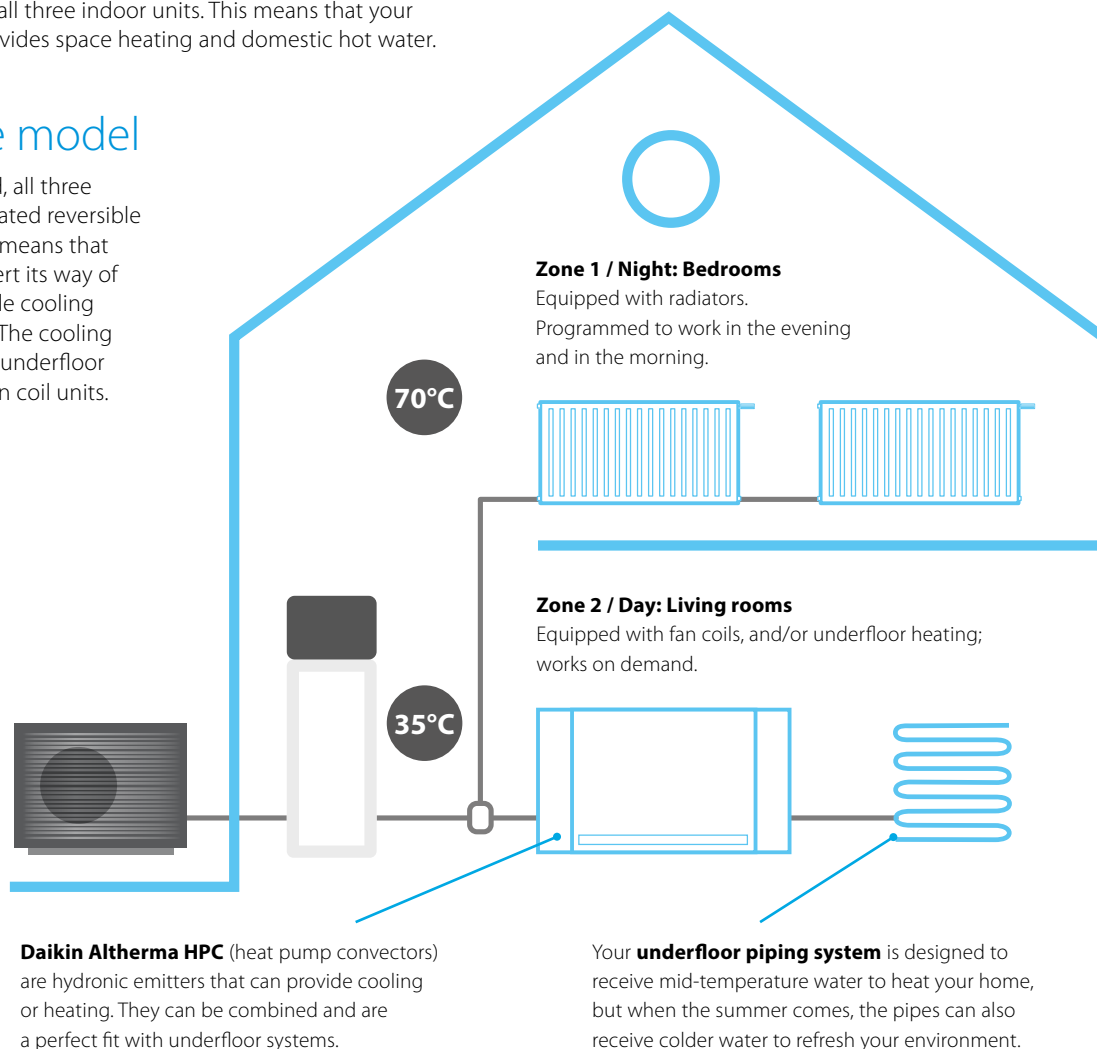 all three indoor units. This means that your
vides space heating and domestic hot water.
model
, all three
ated reversible
means that
ert its way of
le cooling
The cooling
underfloor
n coil units.
Zone 1 / Night: Bedrooms
Equipped with radiators.
Programmed to work in the evening
and in the morning.
70°C
Zone 2 / Day: Living rooms
Equipped with fan coils, and/or underfloor heating;
works on demand.
35°C
Daikin Altherma HPC (heat pump convectors)
are hydronic emitters that can provide cooling
or heating. They can be combined and are
a perfect fit with underfloor systems.
Your underfloor piping system is designed to
receive mid-temperature water to heat your home,
but when the summer comes, the pipes can also
receive colder water to refresh your environment.